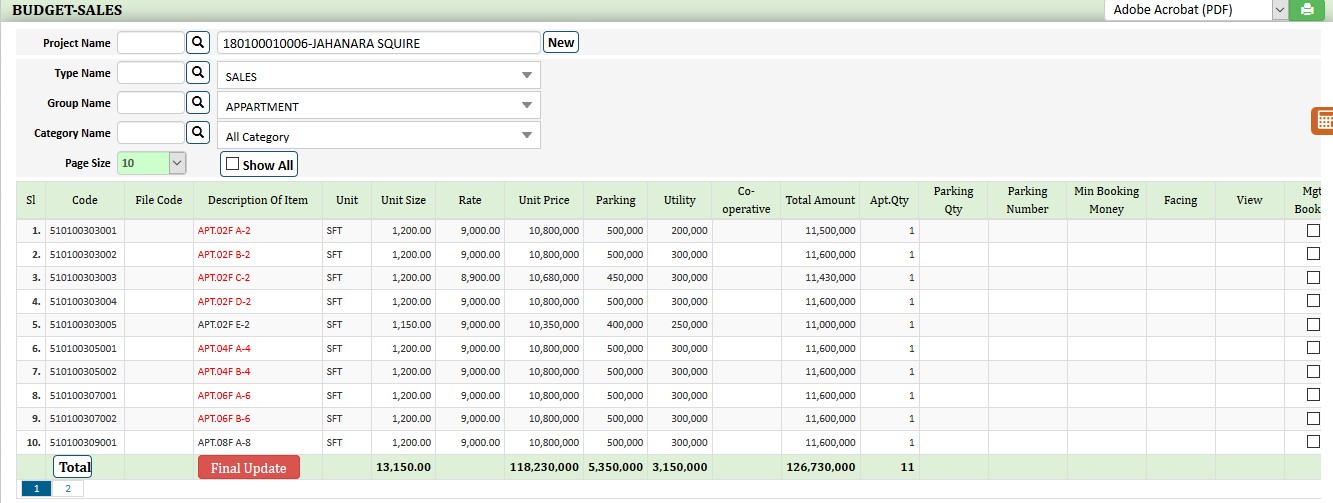 BUDGET-SALES Adobe Acrobat (PDF)
Project Name 180100010006-JAHANARA SQUIRE New
Type Name SALES
Group Name APPARTMENT
Category Name All Category
Page Size 10 Show All
Sl Code File Code Description Of Item Unit Unit Size Rate Unit Price Parking Utility Co-operative Total Amount Apt.Qty Parking Qty Parking Number Min Booking Money Facing View Mgt Book
1. 510100303001 APT.02F A-2 SFT 1,200.00 9,000.00 10,800,000 500,000 200,000 11,500,000 1
2. 510100303002 APT.02F B-2 SFT 1,200.00 9,000.00 10,800,000 500,000 300,000 11,600,000 1
3. 510100303003 APT.02F C-2 SFT 1,200.00 8,900.00 10,680,000 450,000 300,000 11,430,000 1
4. 510100303004 APT.02F D-2 SFT 1,200.00 9,000.00 10,800,000 500,000 300,000 11,600,000 1
5. 510100303005 APT.02F E-2 SFT 1,150.00 9,000.00 10,350,000 400,000 250,000 11,000,000 1
6. 510100305001 APT.04F A-4 SFT 1,200.00 9,000.00 10,800,000 500,000 300,000 11,600,000 1
7. 510100305002 APT.04F B-4 SFT 1,200.00 9,000.00 10,800,000 500,000 300,000 11,600,000 1
8. 510100307001 APT.06F A-6 SFT 1,200.00 9,000.00 10,800,000 500,000 300,000 11,600,000 1
9. 510100307002 APT.06F B-6 SFT 1,200.00 9,000.00 10,800,000 500,000 300,000 11,600,000 1
10. 510100309001 APT.08F A-8 SFT 1,200.00 9,000.00 10,800,000 500,000 300,000 11,600,000 1
Total Final Update 13,150.00 118,230,000 5,350,000 3,150,000 126,730,000 11
1 2